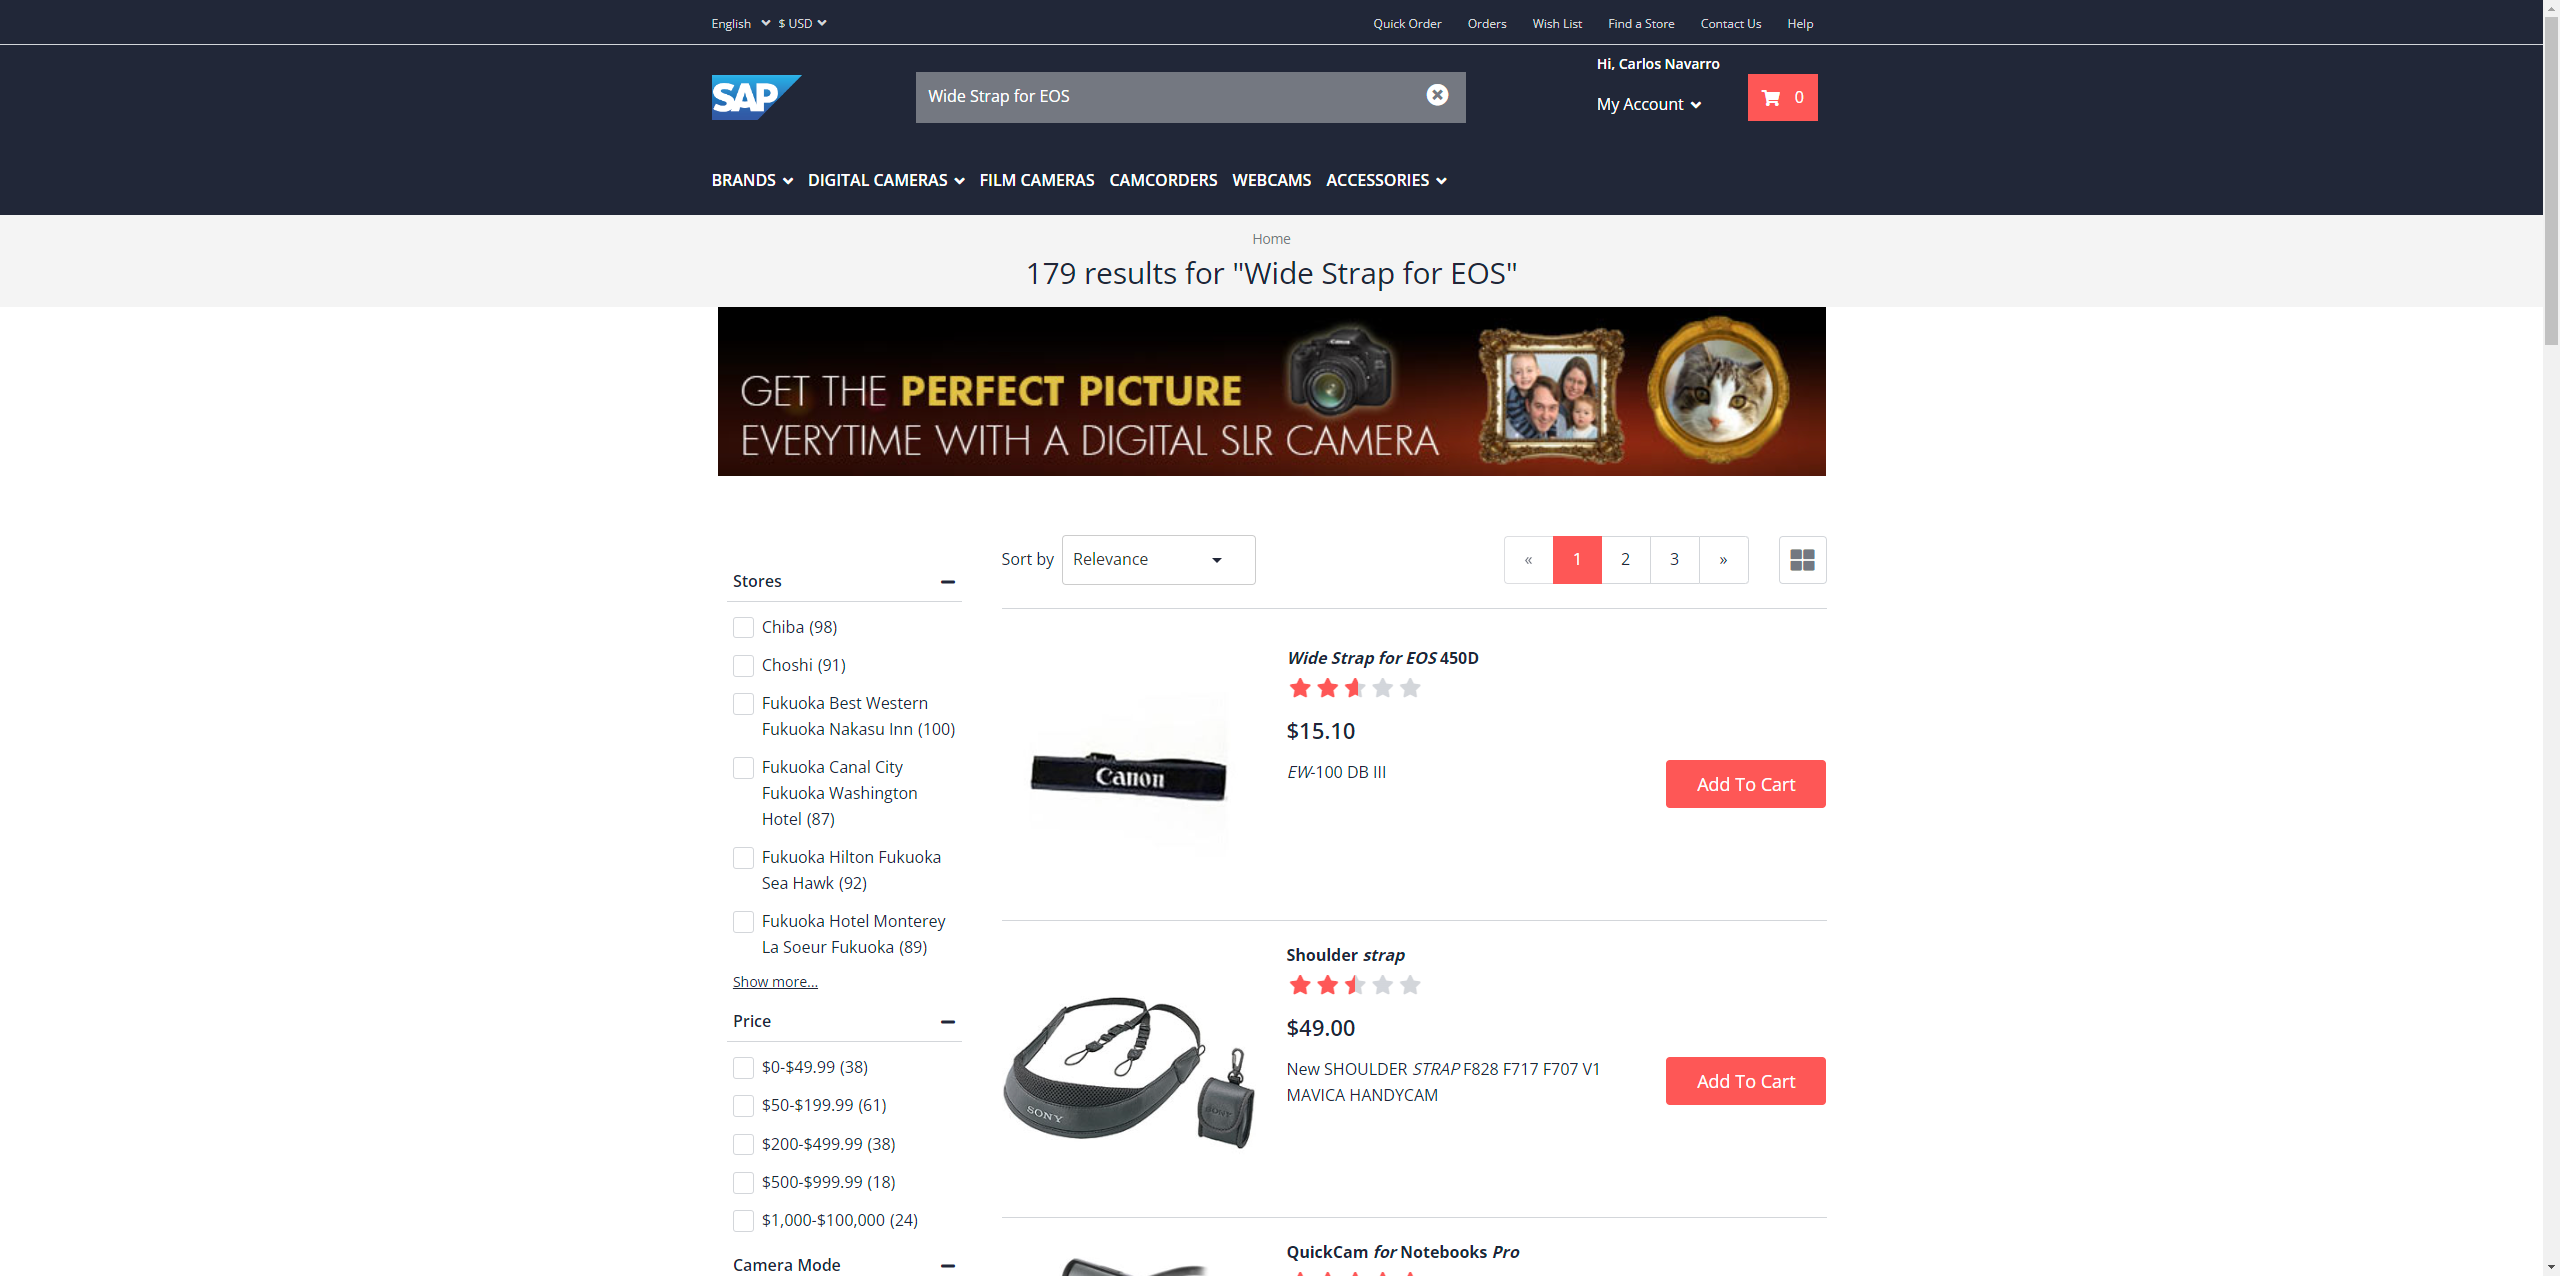 English $ USD Quick Order Orders Wish List Find a Store Contact Us Help
Hi, Carlos Navarro
SAP Wide Strap for EOS My Account 0
BRANDS DIGITAL CAMERAS FILM CAMERAS CAMCORDERS WEBCAMS ACCESSORIES
Home
179 results for "Wide Strap for EOS"
GET THE PERFECT PICTURE
EVERYTIME WITH A DIGITAL SLR CAMERA
Stores
Chiba (98)
Choshi (91)
Fukuoka Best Western
Fukuoka Nakasu Inn (100)
Fukuoka Canal City
Fukuoka Washington
Hotel (87)
Fukuoka Hilton Fukuoka
Sea Hawk (92)
Fukuoka Hotel Monterey
La Soeur Fukuoka (89)
Show more...
Price
$0-$49.99 (38)
$50-$199.99 (61)
$200-$499.99 (38)
$500-$999.99 (18)
$1,000-$100,000 (24)
Camera Mode
Sort by Relevance « 1 2 3 »
Wide Strap for EOS 450D
$15.10
EW-100 DB III
Add To Cart
Canon
Shoulder strap
$49.00
New SHOULDER STRAP F828 F717 F707 V1
MAVICA HANDYCAM
Add To Cart
SONY
SONY
QuickCam for Notebooks Pro